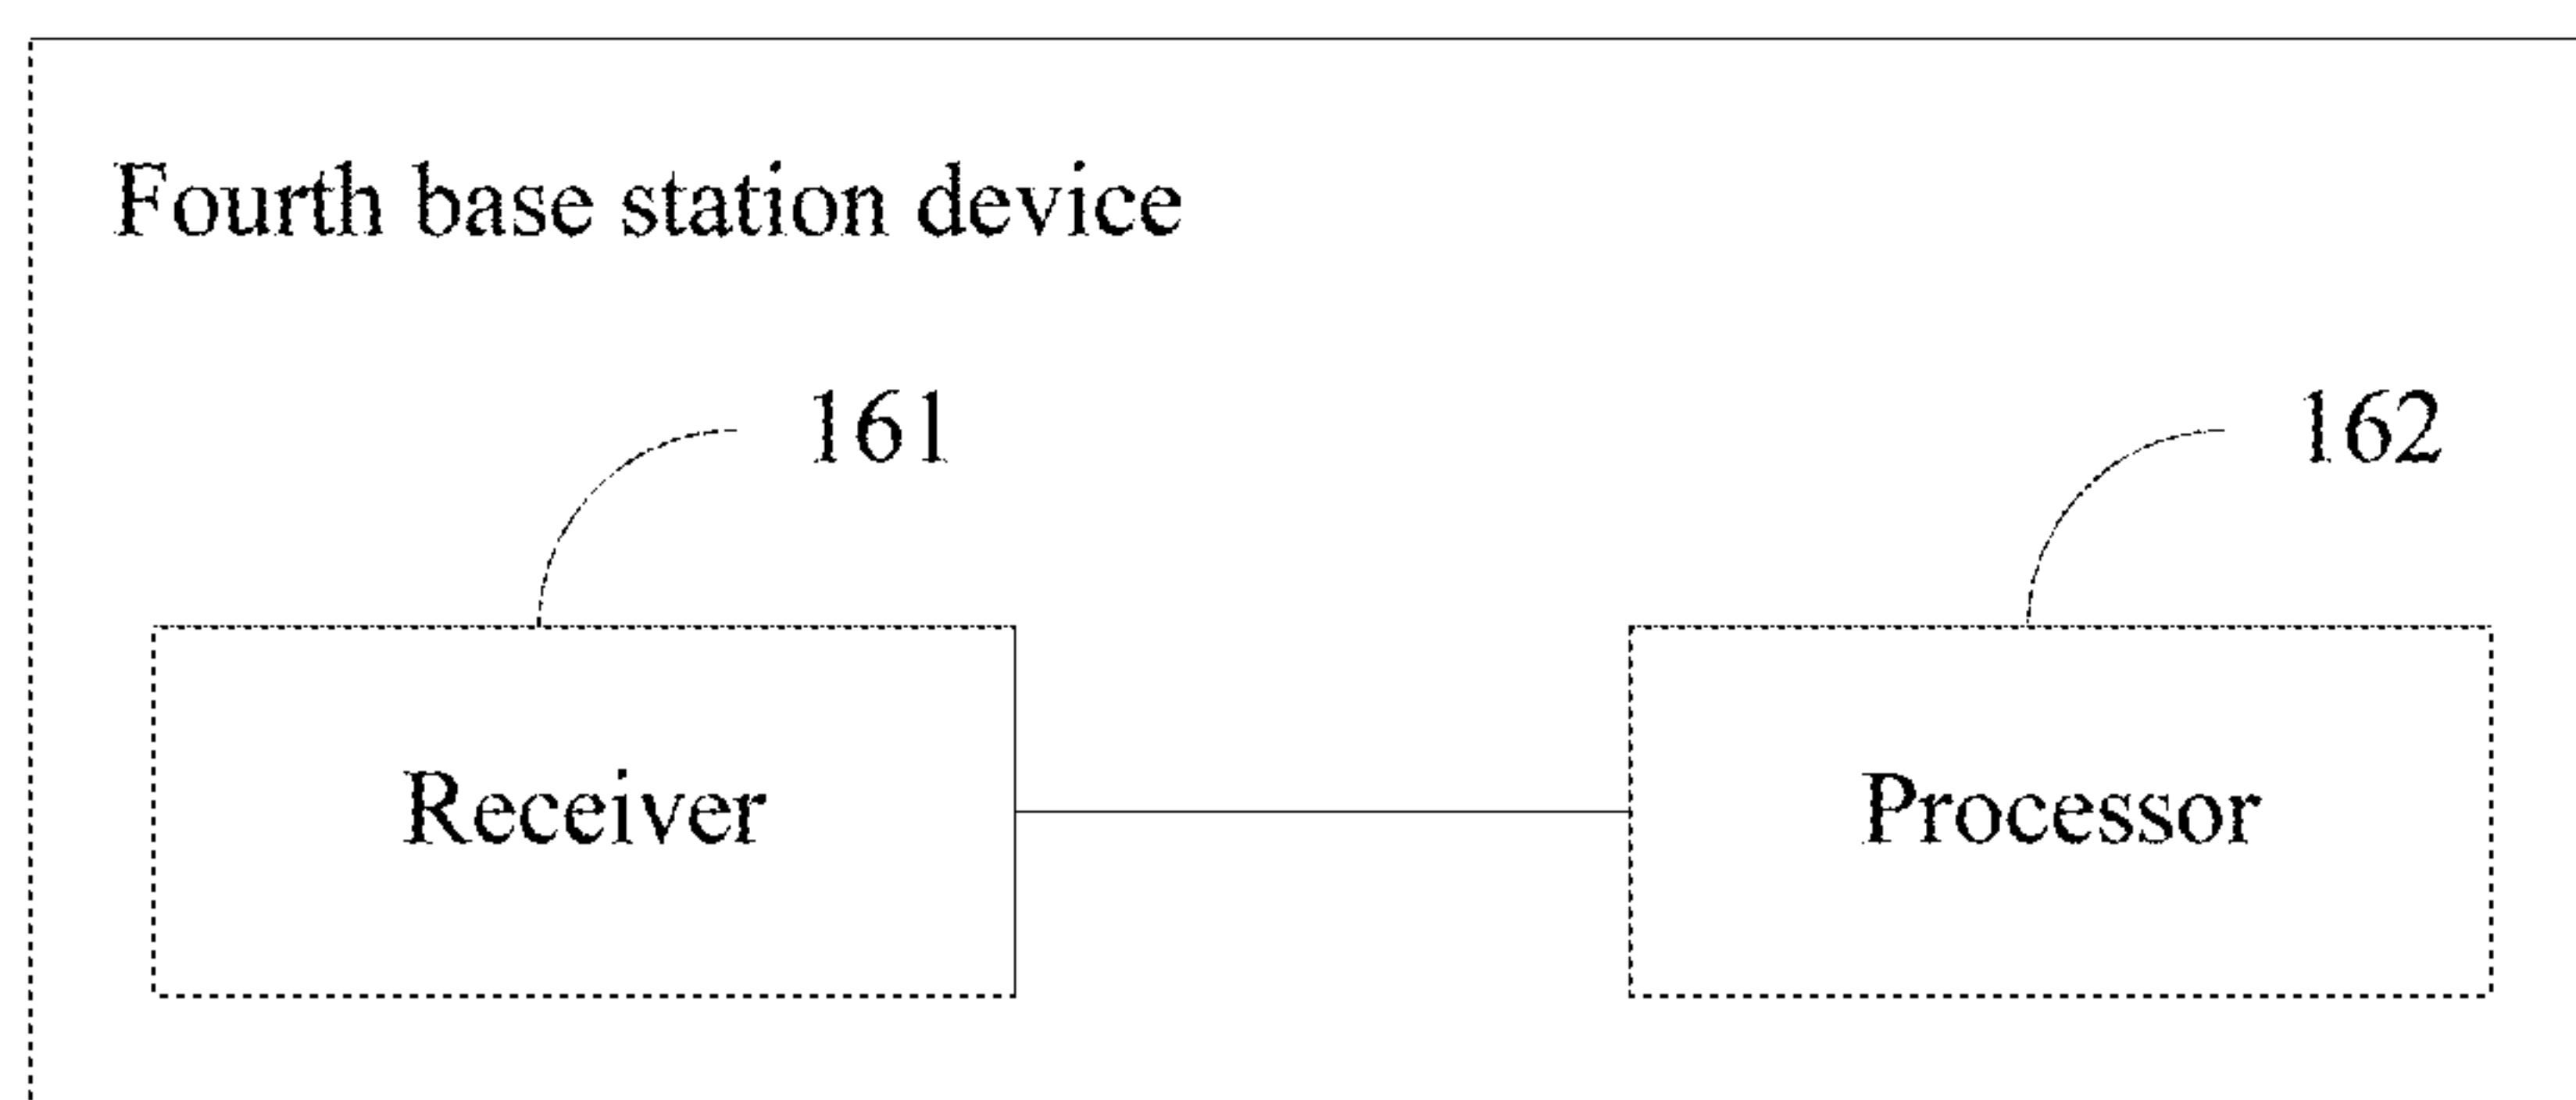 Fourth base station device
161
162
Receiver
Processor